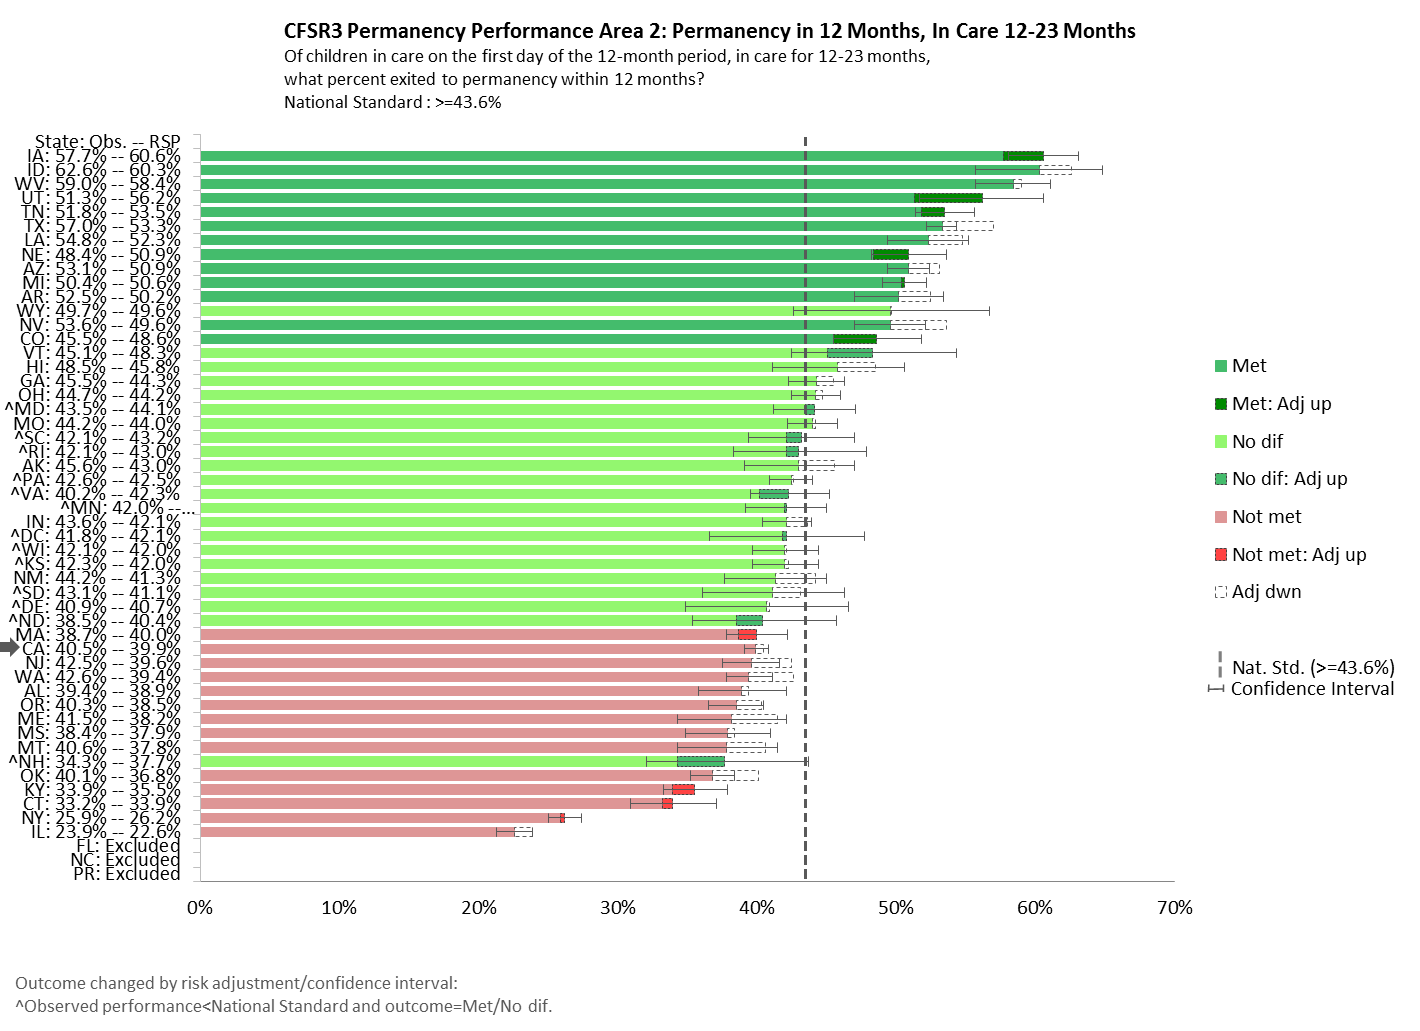 CFSR3 Permanency Performance Area 2: Permanency in 12 Months, In Care 12-23 Months
Of children in care on the first day of the 12-month period, in care for 12-23 months,
what percent exited to permanency within 12 months?
National Standard : >=43.6%
State: Obs. -- RSP
IA: 57.7% -- 60.6%
ID: 62.6% -- 60.3%
WV: 59.0% -- 58.4%
UT: 51.3% -- 56.2%
TN: 51.8% -- 53.5%
TX: 57.0% -- 53.3%
LA: 54.8% -- 52.3%
NE: 48.4% -- 50.9%
AZ: 53.1% -- 50.9%
MI: 50.4% -- 50.6%
AR: 52.5% -- 50.2%
WY: 49.7% -- 49.6%
NV: 53.6% -- 49.6%
CO: 45.5% -- 48.6%
VT: 45.1% -- 48.3%
HI: 48.5% -- 45.8%
GA: 45.5% -- 44.3%
OH: 44.7% -- 44.2%
^MD: 43.5% -- 44.1%
MO: 44.2% -- 44.0%
^SC: 42.1% -- 43.2%
^RI: 42.1% -- 43.0%
AK: 45.6% -- 43.0%
^PA: 42.6% -- 42.5%
^VA: 40.2% -- 42.3%
^MN: 42.0% --...
IN: 43.6% -- 42.1%
^DC: 41.8% -- 42.1%
^WI: 42.1% -- 42.0%
^KS: 42.3% -- 42.0%
NM: 44.2% -- 41.3%
^SD: 43.1% -- 41.1%
^DE: 40.9% -- 40.7%
^ND: 38.5% -- 40.4%
MA: 38.7% -- 40.0%
CA: 40.5% -- 39.9%
NJ: 42.5% -- 39.6%
WA: 42.6% -- 39.4%
AL: 39.4% -- 38.9%
OR: 40.3% -- 38.5%
ME: 41.5% -- 38.2%
MS: 38.4% -- 37.9%
MT: 40.6% -- 37.8%
^NH: 34.3% -- 37.7%
OK: 40.1% -- 36.8%
KY: 33.9% -- 35.5%
CT: 33.2% -- 33.9%
NY: 25.9% -- 26.2%
IL: 23.9% -- 22.6%
FL: Excluded
NC: Excluded
PR: Excluded
0% 10% 20% 30% 40% 50% 60% 70%
Met
Met: Adj up
No dif
No dif: Adj up
Not met
Not met: Adj up
Adj dwn
Nat. Std. (>=43.6%)
Confidence Interval
Outcome changed by risk adjustment/confidence interval:
^Observed performance<National Standard and outcome=Met/No dif.